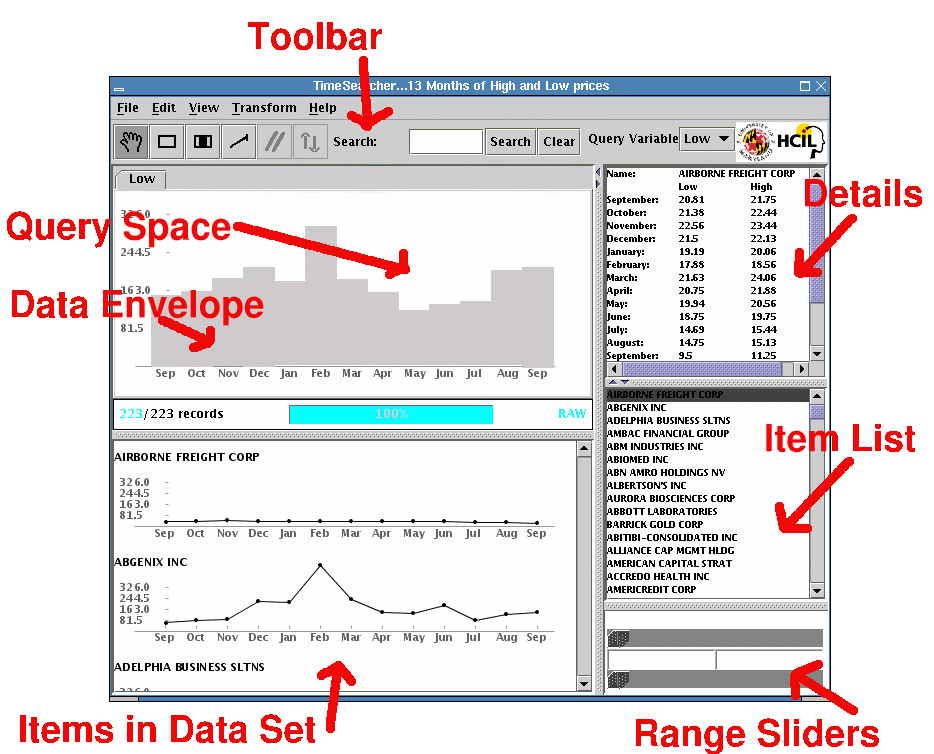 Toolbar
TimeSearcher...13 Months of High and Low prices
File Edit View Transform Help
Search: Search Clear Query Variable Low
UNIVERSITY OF MARYLAND
HCIL
Low
326.0
244.5
163.0
81.5
Sep Oct Nov Dec Jan Feb Mar Apr May Jun Jul Aug Sep
Query Space
Data Envelope
223/223 records 100% RAW
AIRBORNE FREIGHT CORP
326.0
244.5
163.0
81.5
Sep Oct Nov Dec Jan Feb Mar Apr May Jun Jul Aug Sep
ABGENIX INC
326.0
244.5
163.0
81.5
Sep Oct Nov Dec Jan Feb Mar Apr May Jun Jul Aug Sep
ADELPHIA BUSINESS SLTNS
326.0
Items in Data Set
Name: AIRBORNE FREIGHT CORP
Low High
September: 20.81 21.75
October: 21.38 22.44
November: 22.56 23.44
December: 21.5 22.13
January: 19.19 20.06
February: 17.88 18.56
March: 21.63 24.06
April: 20.75 21.88
May: 19.94 20.56
June: 18.75 19.75
July: 14.69 15.44
August: 14.75 15.13
September: 9.5 11.25
Details
AIRBORNE FREIGHT CORP
ABGENIX INC
ADELPHIA BUSINESS SLTNS
AMBAC FINANCIAL GROUP
ABM INDUSTRIES INC
ABIOMED INC
ABN AMRO HOLDINGS NV
ALBERTSON'S INC
AURORA BIOSCIENCES CORP
ABBOTT LABORATORIES
BARRICK GOLD CORP
ABITIBI-CONSOLIDATED INC
ALLIANCE CAP MGMT HLDG
AMERICAN CAPITAL STRAT
ACCREDO HEALTH INC
AMERICREDIT CORP
Item List
Range Sliders